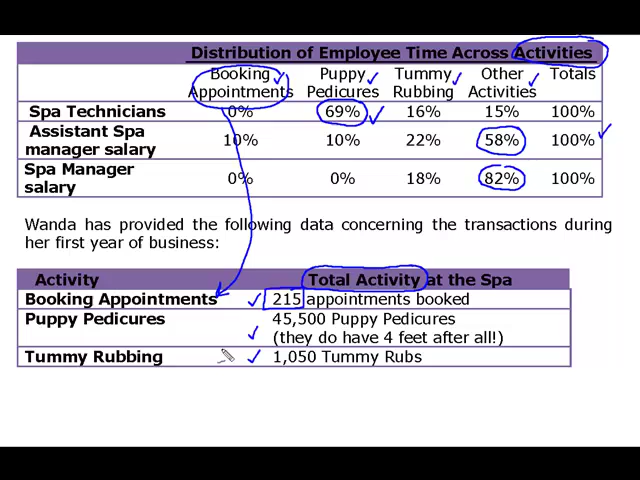 Distribution of Employee Time Across Activities
Booking Appointments Puppy Pedicures Tummy Rubbing Other Activities Totals
Spa Technicians 0% 69% 16% 15% 100%
Assistant Spa manager salary 10% 10% 22% 58% 100%
Spa Manager salary 0% 0% 18% 82% 100%
Wanda has provided the following data concerning the transactions during
her first year of business:
Activity Total Activity at the Spa
Booking Appointments 215 appointments booked
Puppy Pedicures 45,500 Puppy Pedicures
(they do have 4 feet after all!)
Tummy Rubbing 1,050 Tummy Rubs